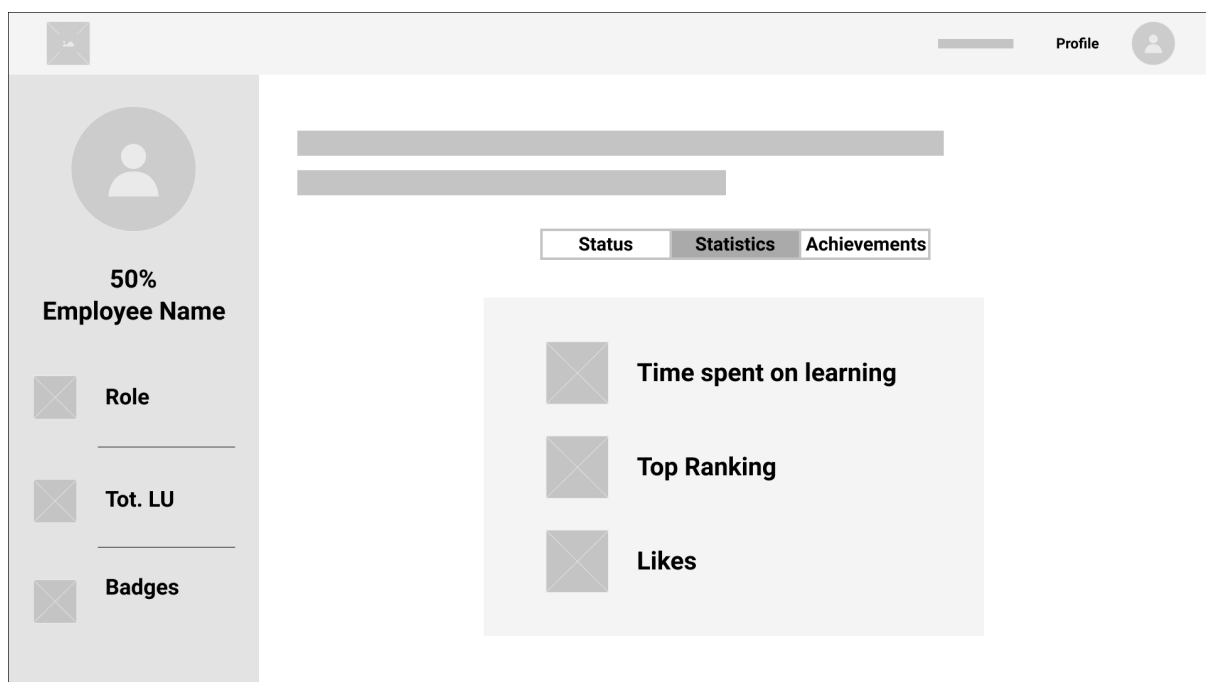 Profile
50%
Employee Name
Role
Tot. LU
Badges
Status Statistics Achievements
Time spent on learning
Top Ranking
Likes